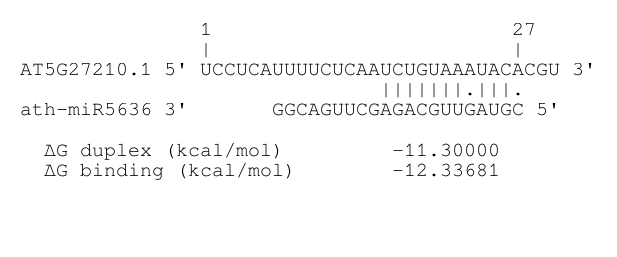 1                         27
|                         |
AT5G27210.1 5' UCCUCAUUUUCUCAAUCUGUAAAUACACGU 3'
|||||||.|||.
ath-miR5636 3'       GGCAGUUCGAGACGUUGAUGC 5'
ΔG duplex (kcal/mol)         -11.30000
ΔG binding (kcal/mol)        -12.33681